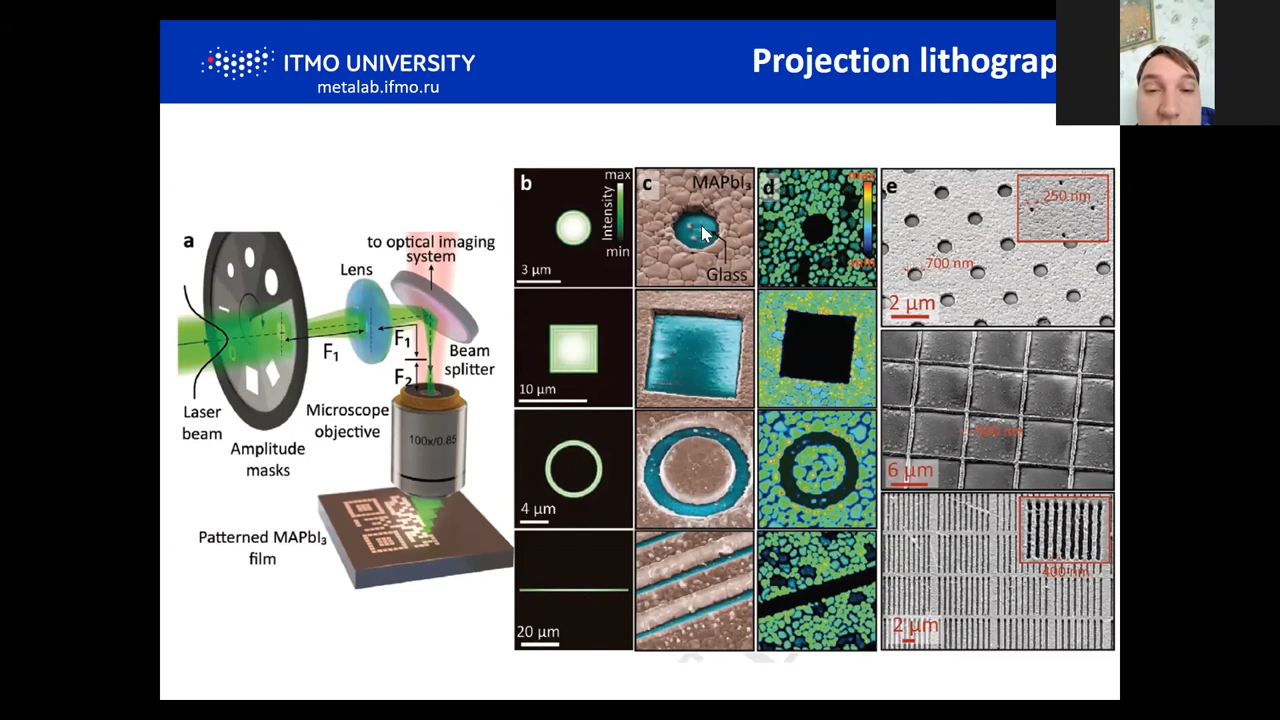 ITMO UNIVERSITY
metalab.ifmo.ru
Projection lithograp
a
to optical imaging
system
Lens
F₁
F₁
F₂
Beam
splitter
Laser
beam
Amplitude
masks
Microscope
objective
100x/0.85
Patterned MAPbI₃
film
b
max
Intensity
min
3 μm
10 μm
4 μm
20 μm
c
MAPbI₃
Glass
d
e
250 nm
700 nm
2 μm
6 μm
400 nm
2 μm